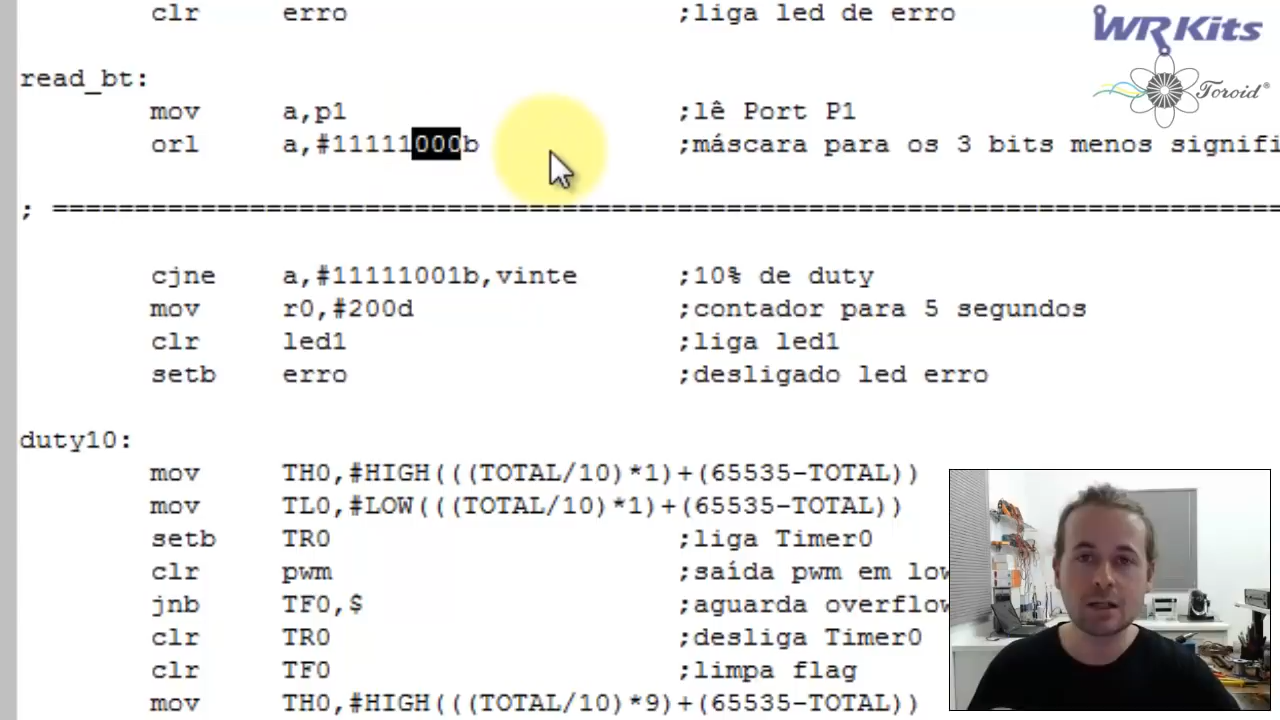 clr erro ;liga led de erro
WRKits
Toroid®
read_bt:
mov a,p1 ;lê Port P1
orl a,#11111000b ;máscara para os 3 bits menos signifi
; ======================================================================
cjne a,#11111001b,vinte ;10% de duty
mov r0,#200d ;contador para 5 segundos
clr led1 ;liga led1
setb erro ;desligado led erro
duty10:
mov TH0,#HIGH(((TOTAL/10)*1)+(65535-TOTAL))
mov TL0,#LOW(((TOTAL/10)*1)+(65535-TOTAL))
setb TR0 ;liga Timer0
clr pwm ;saída pwm em low
jnb TF0,$ ;aguarda overflow
clr TR0 ;desliga Timer0
clr TF0 ;limpa flag
mov TH0,#HIGH(((TOTAL/10)*9)+(65535-TOTAL))